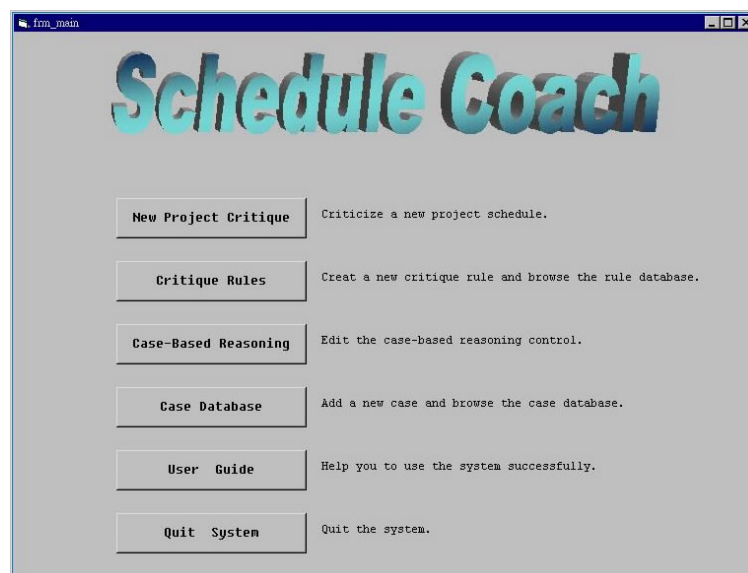 frm_main
Schedule Coach
New Project Critique Criticize a new project schedule.
Critique Rules Creat a new critique rule and browse the rule database.
Case-Based Reasoning Edit the case-based reasoning control.
Case Database Add a new case and browse the case database.
User Guide Help you to use the system successfully.
Quit System Quit the system.